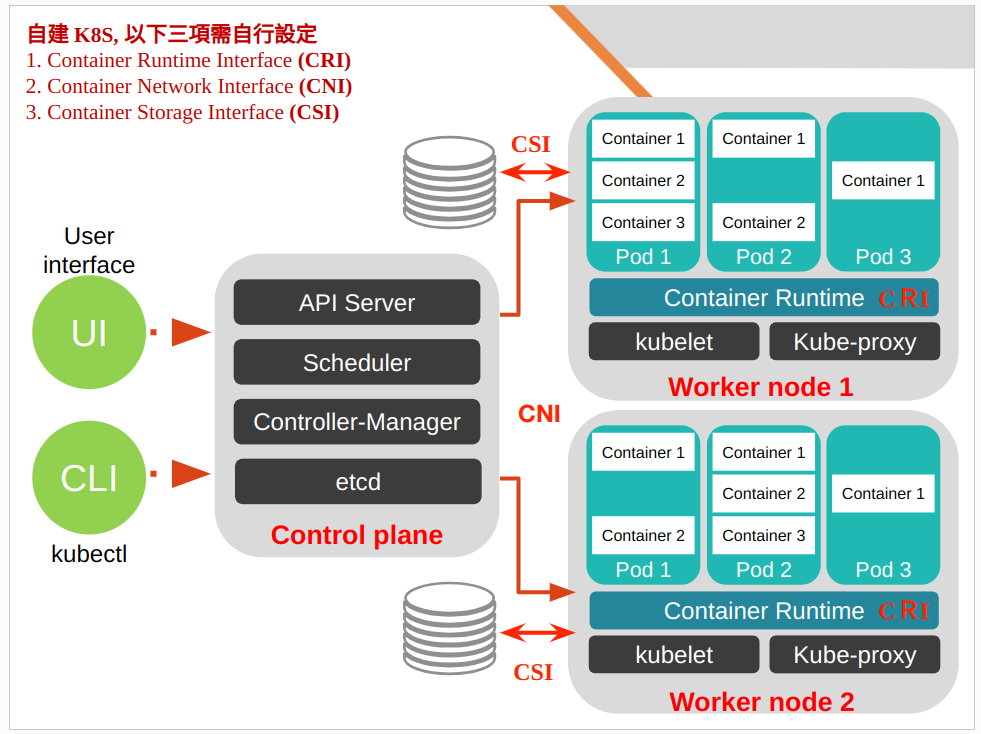 自建 K8S, 以下三項需自行設定
1. Container Runtime Interface (CRI)
2. Container Network Interface (CNI)
3. Container Storage Interface (CSI)
User
interface
UI
CLI
kubectl
API Server
Scheduler
Controller-Manager
etcd
Control plane
CSI
CNI
CSI
Container 1
Container 2
Container 3
Pod 1
Container 1
Container 2
Pod 2
Container 1
Pod 3
Container Runtime CRI
kubelet
Kube-proxy
Worker node 1
Container 1
Container 2
Pod 1
Container 1
Container 2
Container 3
Pod 2
Container 1
Pod 3
Container Runtime CRI
kubelet
Kube-proxy
Worker node 2